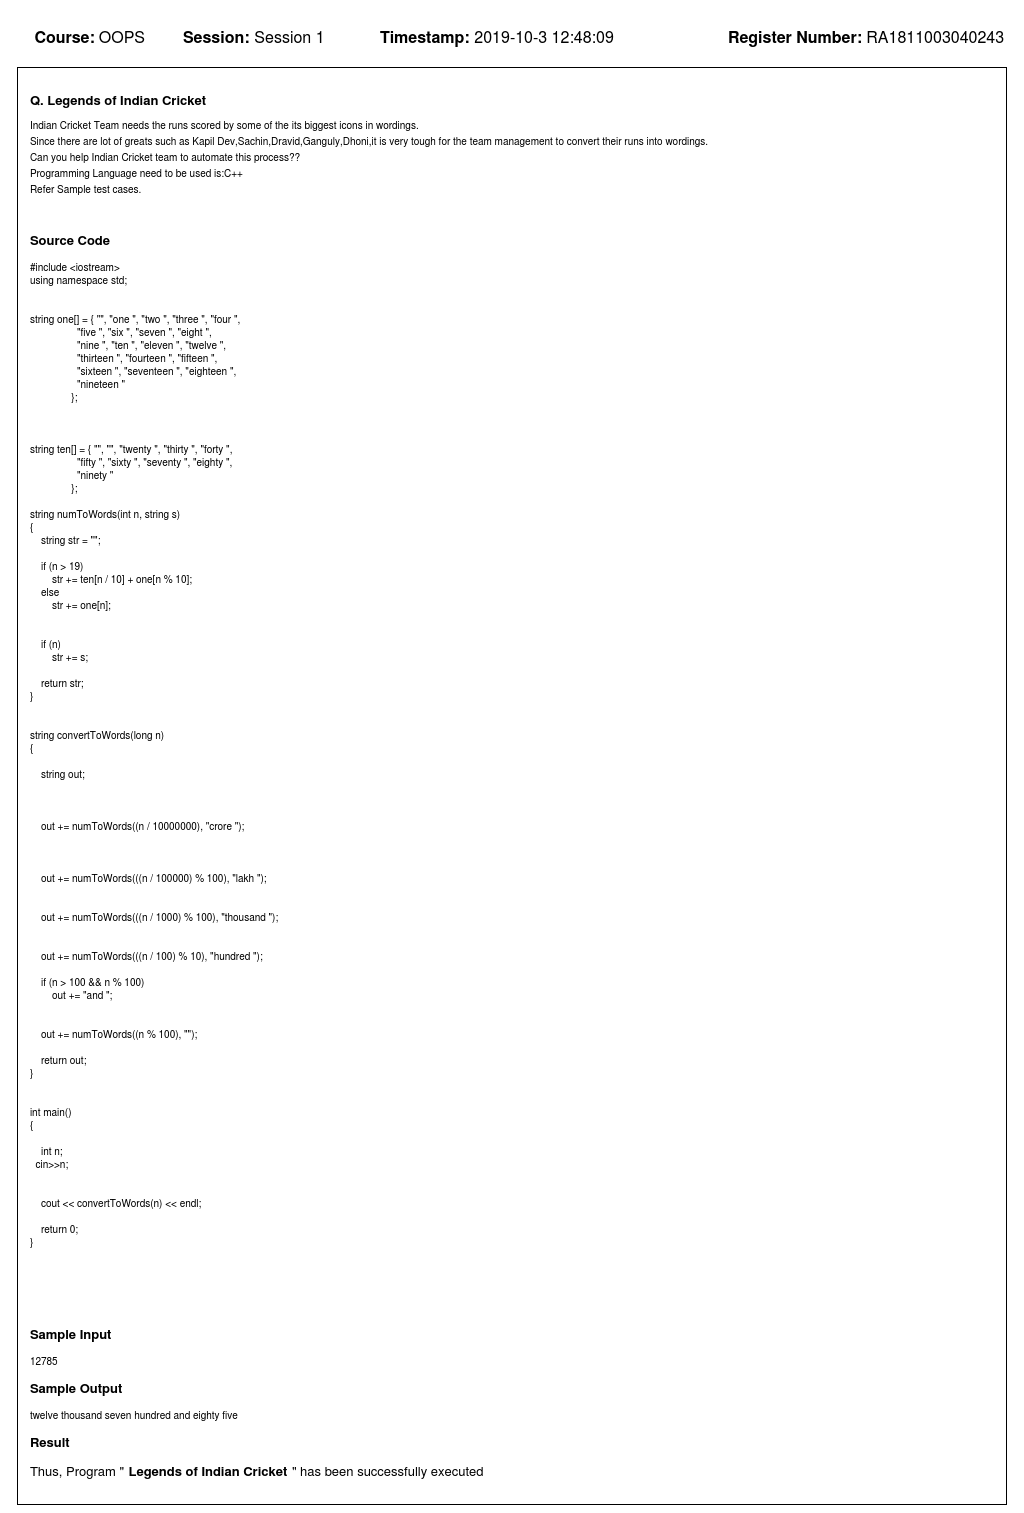 Course: OOPS Session: Session 1 Timestamp: 2019-10-3 12:48:09 Register Number: RA1811003040243
Q. Legends of Indian Cricket
Indian Cricket Team needs the runs scored by some of the its biggest icons in wordings.
Since there are lot of greats such as Kapil Dev,Sachin,Dravid,Ganguly,Dhoni,it is very tough for the team management to convert their runs into wordings.
Can you help Indian Cricket team to automate this process??
Programming Language need to be used is:C++
Refer Sample test cases.
Source Code
#include <iostream>
using namespace std;
string one[] = { "", "one ", "two ", "three ", "four ",
"five ", "six ", "seven ", "eight ",
"nine ", "ten ", "eleven ", "twelve ",
"thirteen ", "fourteen ", "fifteen ",
"sixteen ", "seventeen ", "eighteen ",
"nineteen "
};
string ten[] = { "", "", "twenty ", "thirty ", "forty ",
"fifty ", "sixty ", "seventy ", "eighty ",
"ninety "
};
string numToWords(int n, string s)
{
string str = "";
if (n > 19)
str += ten[n / 10] + one[n % 10];
else
str += one[n];
if (n)
str += s;
return str;
}
string convertToWords(long n)
{
string out;
out += numToWords((n / 10000000), "crore ");
out += numToWords(((n / 100000) % 100), "lakh ");
out += numToWords(((n / 1000) % 100), "thousand ");
out += numToWords(((n / 100) % 10), "hundred ");
if (n > 100 && n % 100)
out += "and ";
out += numToWords((n % 100), "");
return out;
}
int main()
{
int n;
cin>>n;
cout << convertToWords(n) << endl;
return 0;
}
Sample Input
12785
Sample Output
twelve thousand seven hundred and eighty five
Result
Thus, Program " Legends of Indian Cricket " has been successfully executed